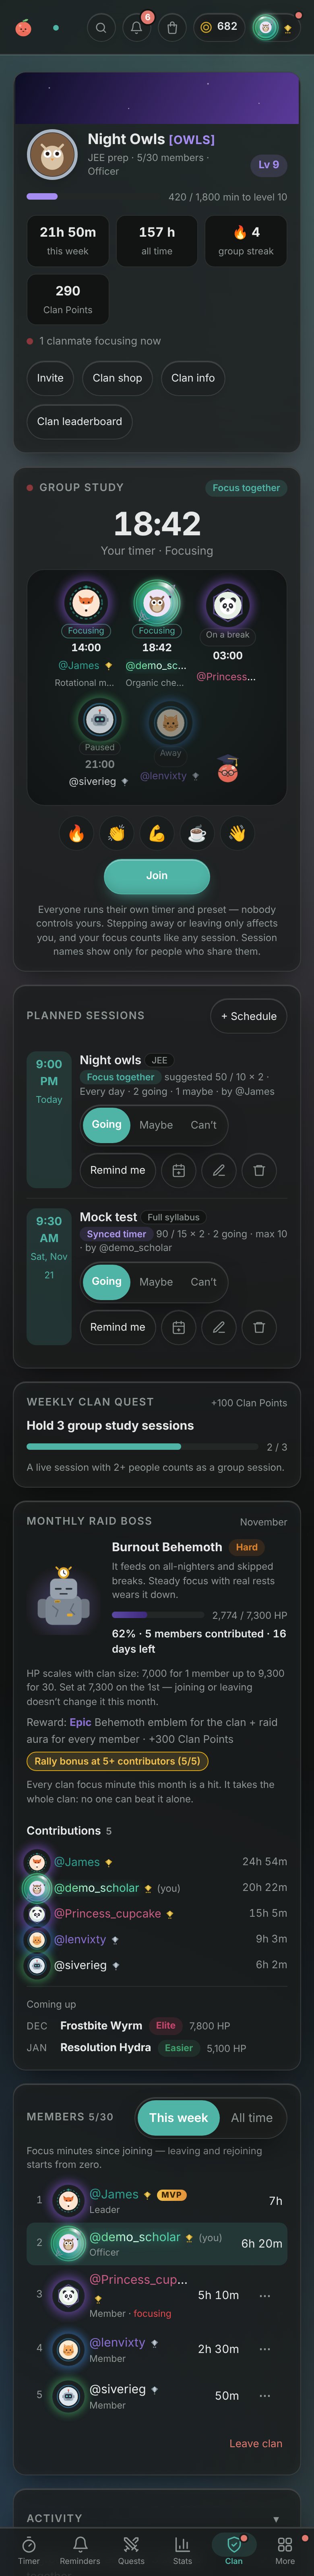 6
682
Night Owls [OWLS]
JEE prep · 5/30 members ·
Officer
Lv 9
420 / 1,800 min to level 10
21h 50m
this week
157 h
all time
🔥 4
group streak
290
Clan Points
1 clanmate focusing now
Invite
Clan shop
Clan info
Clan leaderboard
GROUP STUDY
Focus together
18:42
Your timer · Focusing
Focusing
14:00
@James
Rotational m...
Focusing
18:42
@demo_sc...
Organic che...
On a break
03:00
@Princess...
Paused
21:00
@siverieg
Away
@lenvixty
🔥 👏 💪 ☕ 👋
Join
Everyone runs their own timer and preset — nobody
controls yours. Stepping away or leaving only affects
you, and your focus counts like any session. Session
names show only for people who share them.
PLANNED SESSIONS
+ Schedule
9:00
PM
Today
Night owls JEE
Focus together suggested 50 / 10 × 2 ·
Every day · 2 going · 1 maybe · by @James
Going Maybe Can't
Remind me
9:30
AM
Sat, Nov
21
Mock test Full syllabus
Synced timer 90 / 15 × 2 · 2 going · max 10
· by @demo_scholar
Going Maybe Can't
Remind me
WEEKLY CLAN QUEST
+100 Clan Points
Hold 3 group study sessions
2 / 3
A live session with 2+ people counts as a group session.
MONTHLY RAID BOSS
November
Burnout Behemoth Hard
It feeds on all-nighters and skipped
breaks. Steady focus with real rests
wears it down.
2,774 / 7,300 HP
62% · 5 members contributed · 16
days left
HP scales with clan size: 7,000 for 1 member up to 9,300
for 30. Set at 7,300 on the 1st — joining or leaving
doesn't change it this month.
Reward: Epic Behemoth emblem for the clan + raid
aura for every member · +300 Clan Points
Rally bonus at 5+ contributors (5/5)
Every clan focus minute this month is a hit. It takes the
whole clan: no one can beat it alone.
Contributions 5
@James 24h 54m
@demo_scholar (you) 20h 22m
@Princess_cupcake 15h 5m
@lenvixty 9h 3m
@siverieg 6h 2m
Coming up
DEC Frostbite Wyrm Elite 7,800 HP
JAN Resolution Hydra Easier 5,100 HP
MEMBERS 5/30
This week
All time
Focus minutes since joining — leaving and rejoining
starts from zero.
1 @James MVP
Leader
7h
2 @demo_scholar (you)
Officer
6h 20m
3 @Princess_cup...
Member · focusing
5h 10m
4 @lenvixty
Member
2h 30m
5 @siverieg
Member
50m
Leave clan
ACTIVITY
Timer Reminders Quests Stats Clan More